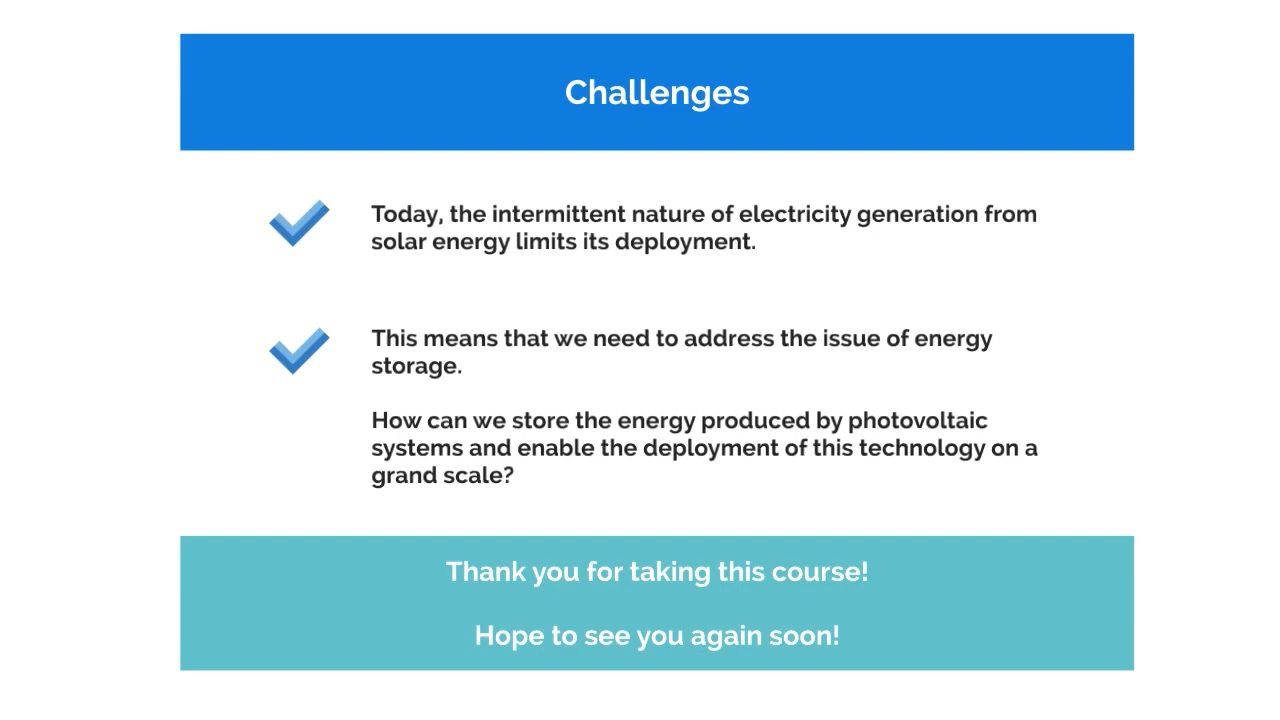 Challenges
Today, the intermittent nature of electricity generation from
solar energy limits its deployment.
This means that we need to address the issue of energy
storage.
How can we store the energy produced by photovoltaic
systems and enable the deployment of this technology on a
grand scale?
Thank you for taking this course!
Hope to see you again soon!